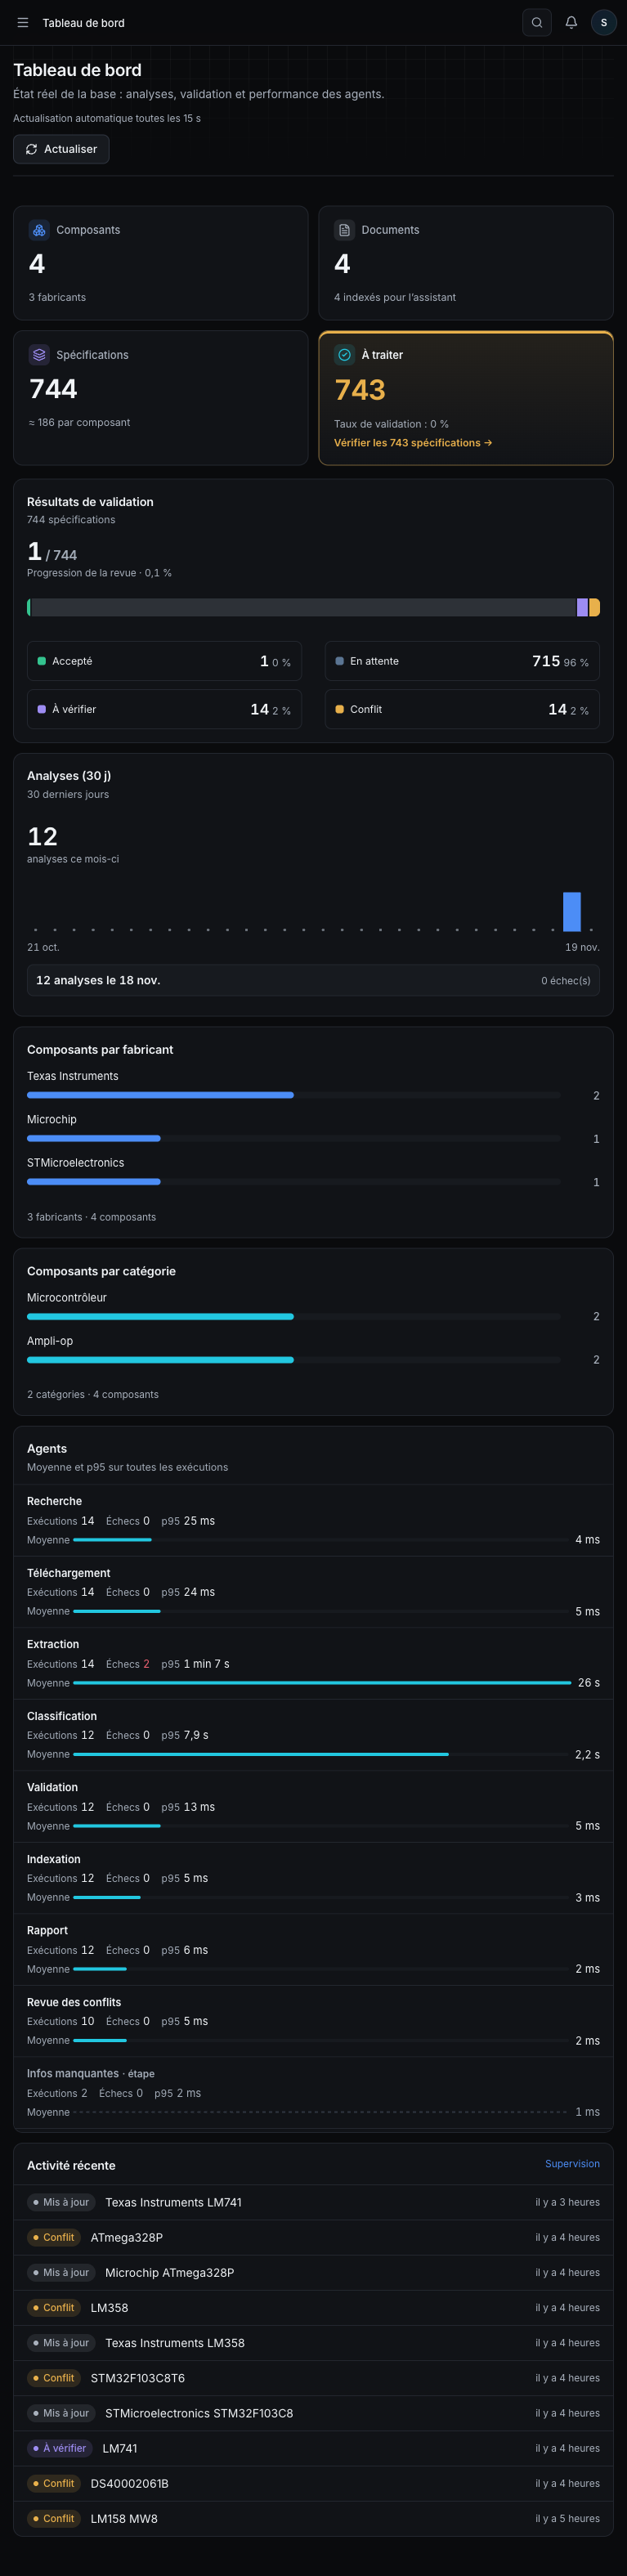 Tableau de bord
S
Tableau de bord
État réel de la base : analyses, validation et performance des agents.
Actualisation automatique toutes les 15 s
Actualiser
Composants
4
3 fabricants
Documents
4
4 indexés pour l'assistant
Spécifications
744
≈ 186 par composant
À traiter
743
Taux de validation : 0 %
Vérifier les 743 spécifications →
Résultats de validation
744 spécifications
1 / 744
Progression de la revue · 0,1 %
Accepté 1 0 %
En attente 715 96 %
À vérifier 14 2 %
Conflit 14 2 %
Analyses (30 j)
30 derniers jours
12
analyses ce mois-ci
21 oct. 19 nov.
12 analyses le 18 nov. 0 échec(s)
Composants par fabricant
Texas Instruments
2
Microchip
1
STMicroelectronics
1
3 fabricants · 4 composants
Composants par catégorie
Microcontrôleur
2
Ampli-op
2
2 catégories · 4 composants
Agents
Moyenne et p95 sur toutes les exécutions
Recherche
Exécutions 14 Échecs 0 p95 25 ms
Moyenne 4 ms
Téléchargement
Exécutions 14 Échecs 0 p95 24 ms
Moyenne 5 ms
Extraction
Exécutions 14 Échecs 2 p95 1 min 7 s
Moyenne 26 s
Classification
Exécutions 12 Échecs 0 p95 7,9 s
Moyenne 2,2 s
Validation
Exécutions 12 Échecs 0 p95 13 ms
Moyenne 5 ms
Indexation
Exécutions 12 Échecs 0 p95 5 ms
Moyenne 3 ms
Rapport
Exécutions 12 Échecs 0 p95 6 ms
Moyenne 2 ms
Revue des conflits
Exécutions 10 Échecs 0 p95 5 ms
Moyenne 2 ms
Infos manquantes · étape
Exécutions 2 Échecs 0 p95 2 ms
Moyenne 1 ms
Activité récente Supervision
Mis à jour Texas Instruments LM741 il y a 3 heures
Conflit ATmega328P il y a 4 heures
Mis à jour Microchip ATmega328P il y a 4 heures
Conflit LM358 il y a 4 heures
Mis à jour Texas Instruments LM358 il y a 4 heures
Conflit STM32F103C8T6 il y a 4 heures
Mis à jour STMicroelectronics STM32F103C8 il y a 4 heures
À vérifier LM741 il y a 4 heures
Conflit DS40002061B il y a 4 heures
Conflit LM158 MW8 il y a 5 heures